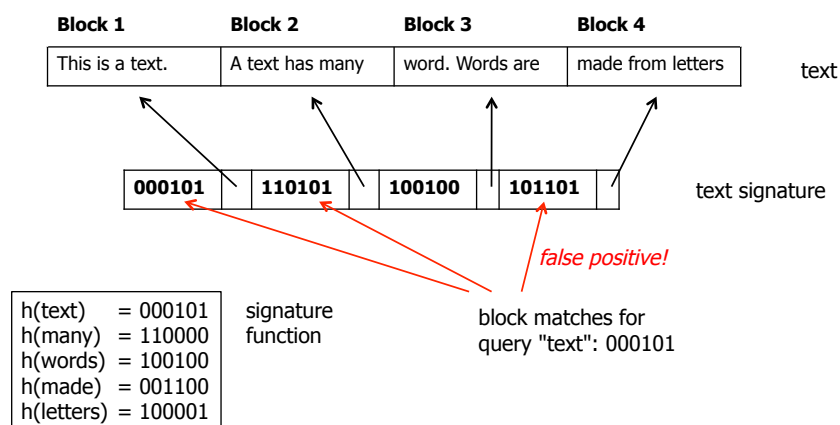 Block 1 Block 2 Block 3 Block 4
This is a text. A text has many word. Words are made from letters text
000101 110101 100100 101101 text signature
false positive!
h(text) = 000101 signature
h(many) = 110000 function
h(words) = 100100
h(made) = 001100
h(letters) = 100001
block matches for
query "text": 000101